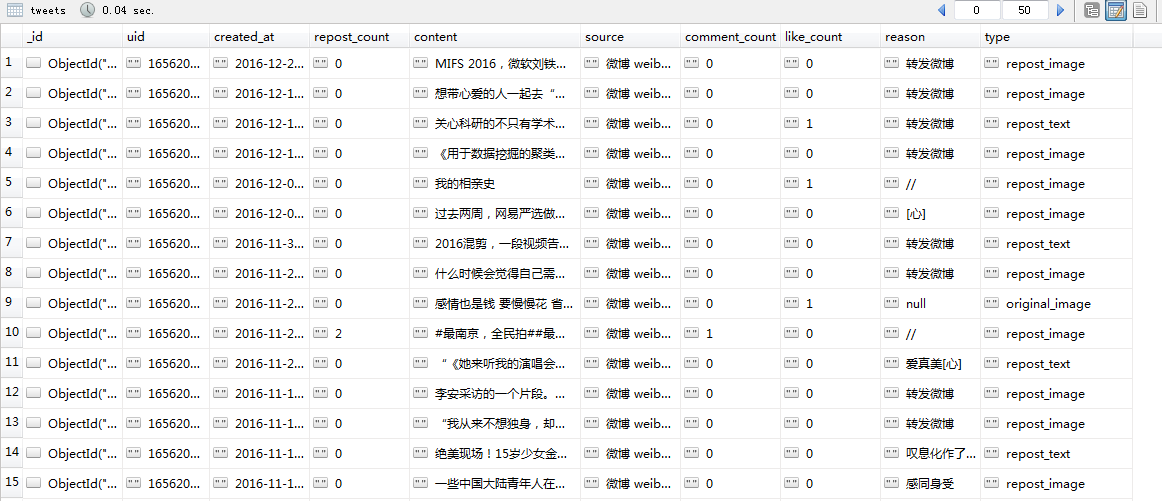 tweets 0.04 sec. 0 50
_id uid created_at repost_count content source comment_count like_count reason type
1 ObjectId("... "" 165620... "" 2016-12-2... "" 0 "" MIFS 2016，微软刘铁... "" 微博 weib... "" 0 "" 0 "" 转发微博 "" repost_image
2 ObjectId("... "" 165620... "" 2016-12-1... "" 0 "" 想带心爱的人一起去“... "" 微博 weib... "" 0 "" 0 "" 转发微博 "" repost_image
3 ObjectId("... "" 165620... "" 2016-12-1... "" 0 "" 关心科研的不只有学术... "" 微博 weib... "" 0 "" 1 "" 转发微博 "" repost_text
4 ObjectId("... "" 165620... "" 2016-12-1... "" 0 "" 《用于数据挖掘的聚类... "" 微博 weib... "" 0 "" 0 "" 转发微博 "" repost_image
5 ObjectId("... "" 165620... "" 2016-12-0... "" 0 "" 我的相亲史 "" 微博 weib... "" 0 "" 1 "" // "" repost_image
6 ObjectId("... "" 165620... "" 2016-12-0... "" 0 "" 过去两周，网易严选做... "" 微博 weib... "" 0 "" 0 "" [心] "" repost_image
7 ObjectId("... "" 165620... "" 2016-11-3... "" 0 "" 2016混剪，一段视频告... "" 微博 weib... "" 0 "" 0 "" 转发微博 "" repost_text
8 ObjectId("... "" 165620... "" 2016-11-2... "" 0 "" 什么时候会觉得自己需... "" 微博 weib... "" 0 "" 0 "" 转发微博 "" repost_image
9 ObjectId("... "" 165620... "" 2016-11-2... "" 0 "" 感情也是钱 要慢慢花 省... "" 微博 weib... "" 0 "" 1 "" null "" original_image
10 ObjectId("... "" 165620... "" 2016-11-2... "" 2 "" #最南京，全民拍##最... "" 微博 weib... "" 1 "" 0 "" // "" repost_image
11 ObjectId("... "" 165620... "" 2016-11-2... "" 0 "" “《她来听我的演唱会... "" 微博 weib... "" 0 "" 0 "" 爱真美[心] "" repost_text
12 ObjectId("... "" 165620... "" 2016-11-1... "" 0 "" 李安采访的一个片段。... "" 微博 weib... "" 0 "" 0 "" 转发微博 "" repost_image
13 ObjectId("... "" 165620... "" 2016-11-1... "" 0 "" “我从来不想独身，却... "" 微博 weib... "" 0 "" 0 "" 转发微博 "" repost_image
14 ObjectId("... "" 165620... "" 2016-11-1... "" 0 "" 绝美现场！15岁少女金... "" 微博 weib... "" 0 "" 0 "" 叹息化作了... "" repost_text
15 ObjectId("... "" 165620... "" 2016-11-1... "" 0 "" 一些中国大陆青年人在... "" 微博 weib... "" 0 "" 0 "" 感同身受 "" repost_image